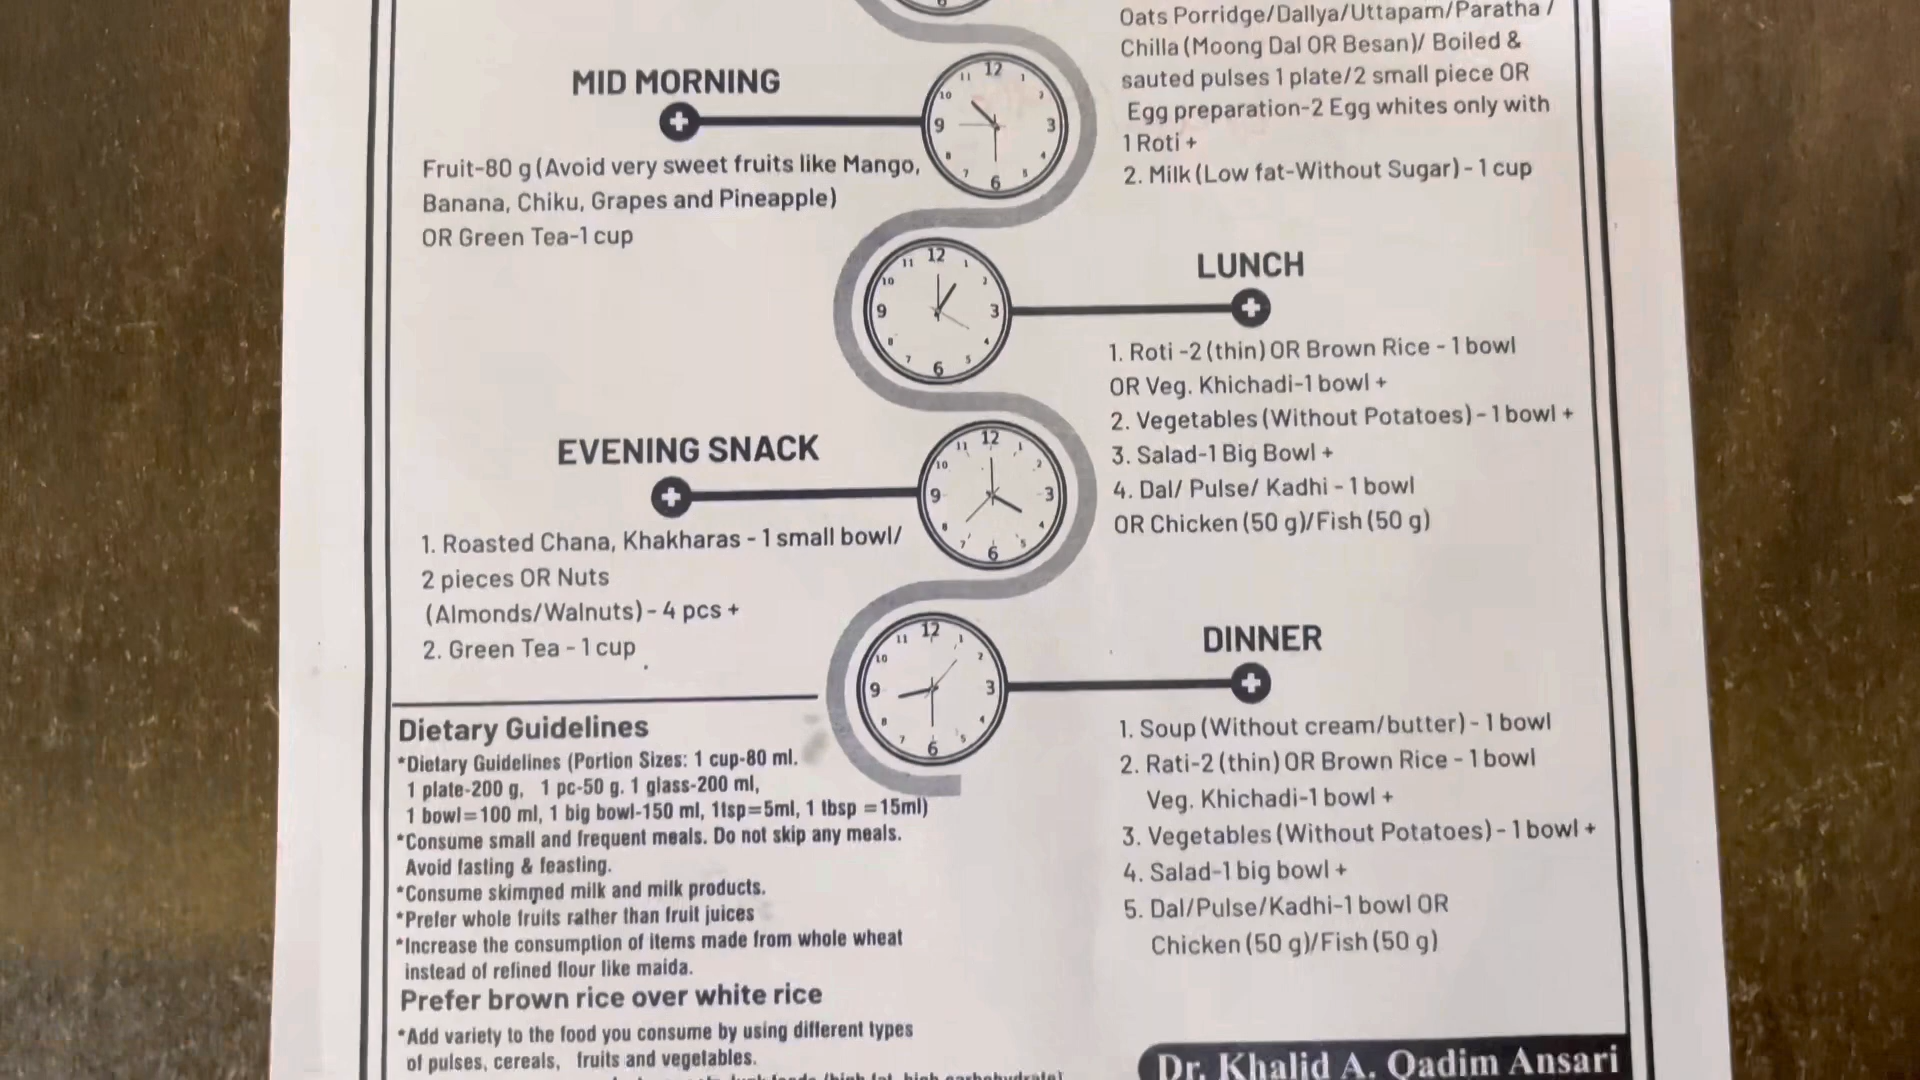 Oats Porridge/Dallya/Uttapam/Paratha /
Chilla (Moong Dal OR Besan)/ Boiled &
sauted pulses 1 plate/2 small piece OR
Egg preparation-2 Egg whites only with
1 Roti +
2. Milk (Low fat-Without Sugar) - 1 cup
MID MORNING
Fruit-80 g (Avoid very sweet fruits like Mango,
Banana, Chiku, Grapes and Pineapple)
OR Green Tea-1 cup
LUNCH
1. Roti -2 (thin) OR Brown Rice - 1 bowl
OR Veg. Khichadi-1 bowl +
2. Vegetables (Without Potatoes) - 1 bowl +
3. Salad-1 Big Bowl +
4. Dal/ Pulse/ Kadhi - 1 bowl
OR Chicken (50 g)/Fish (50 g)
EVENING SNACK
1. Roasted Chana, Khakharas - 1 small bowl/
2 pieces OR Nuts
(Almonds/Walnuts) - 4 pcs +
2. Green Tea - 1 cup
DINNER
1. Soup (Without cream/butter) - 1 bowl
2. Rati-2 (thin) OR Brown Rice - 1 bowl
Veg. Khichadi-1 bowl +
3. Vegetables (Without Potatoes) - 1 bowl +
4. Salad-1 big bowl +
5. Dal/Pulse/Kadhi-1 bowl OR
Chicken (50 g)/Fish (50 g)
Dietary Guidelines
*Dietary Guidelines (Portion Sizes: 1 cup-80 ml.
1 plate-200 g, 1 pc-50 g. 1 glass-200 ml,
1 bowl=100 ml, 1 big bowl-150 ml, 1tsp=5ml, 1 tbsp =15ml)
*Consume small and frequent meals. Do not skip any meals.
Avoid fasting & feasting.
*Consume skimmed milk and milk products.
*Prefer whole fruits rather than fruit juices
*Increase the consumption of items made from whole wheat
instead of refined flour like maida.
Prefer brown rice over white rice
*Add variety to the food you consume by using different types
of pulses, cereals, fruits and vegetables.
junk foods (high fat, high carbohydrate)
Dr. Khalid A. Qadim Ansari